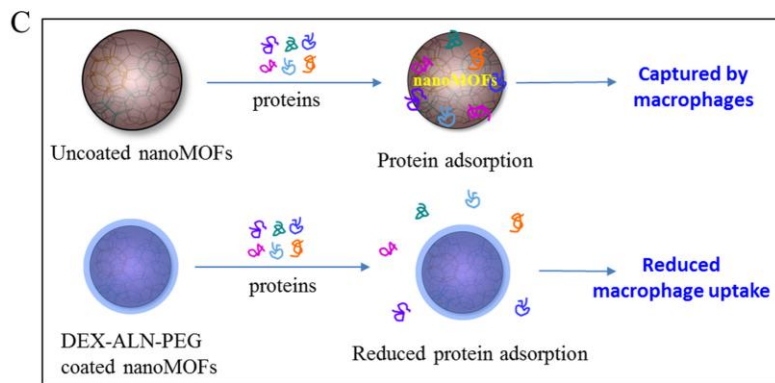 C
proteins
nanoMOFs
Captured by
macrophages
Uncoated nanoMOFs
Protein adsorption
proteins
Reduced
macrophage uptake
DEX-ALN-PEG
coated nanoMOFs
Reduced protein adsorption